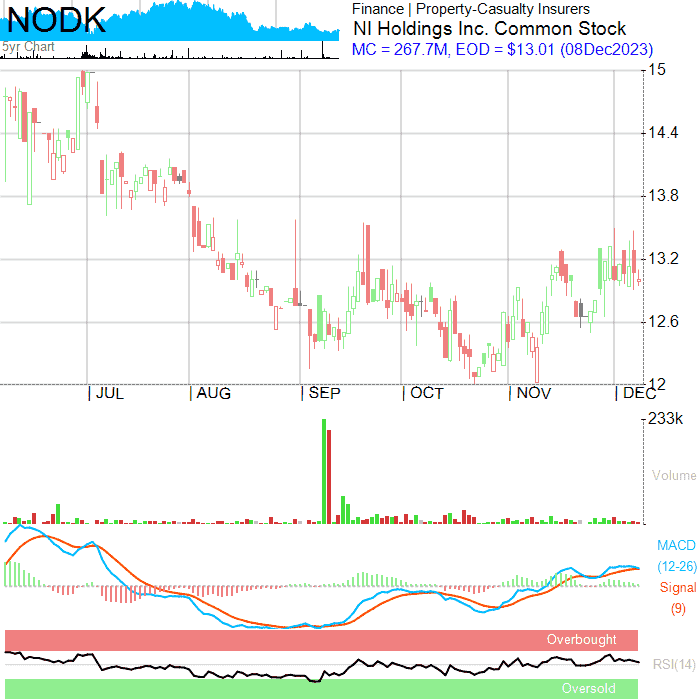 NODK
5yr Chart
Finance | Property-Casualty Insurers
NI Holdings Inc. Common Stock
MC = 267.7M, EOD = $13.01 (08Dec2023)
15
14.4
13.8
13.2
12.6
12
| JUL | AUG | SEP | OCT | NOV | DEC
233k
Volume
MACD
(12-26)
Signal
(9)
Overbought
RSI(14)
Oversold